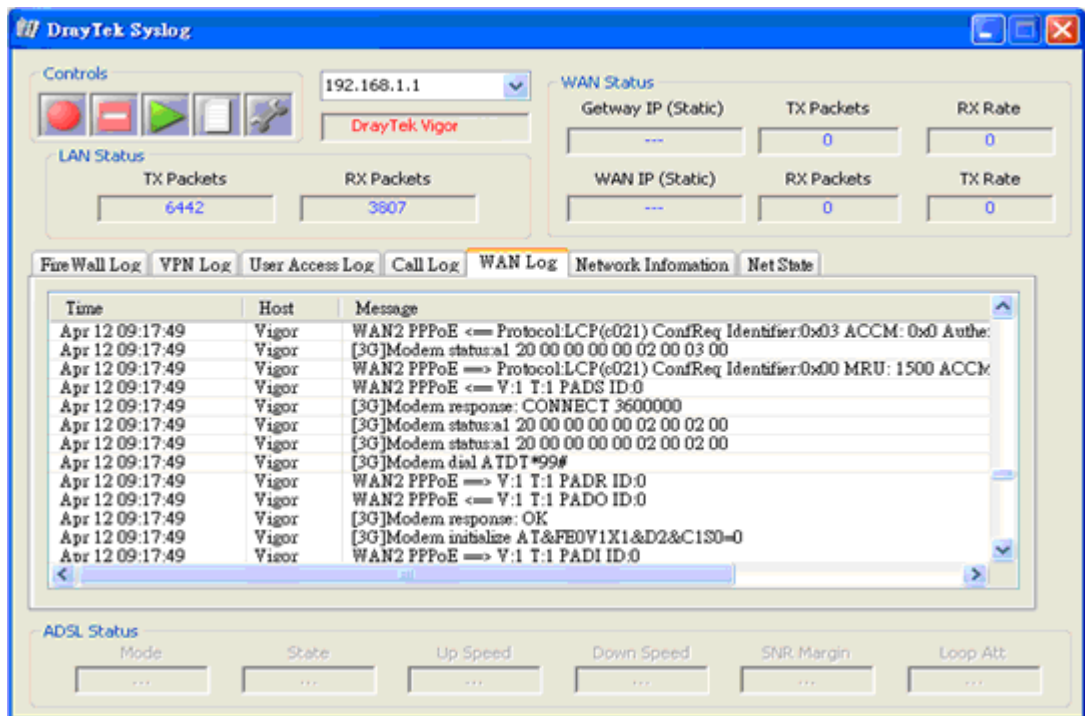 DrayTek Syslog
Controls
192.168.1.1
DrayTek Vigor
WAN Status
Getway IP (Static) TX Packets RX Rate
--- 0 0
WAN IP (Static) RX Packets TX Rate
--- 0 0
LAN Status
TX Packets RX Packets
6442 3807
FireWall Log VPN Log User Access Log Call Log WAN Log Network Infomation Net State
Time Host Message
Apr 12 09:17:49 Vigor WAN2 PPPoE <== Protocol:LCP(c021) ConfReq Identifier:0x03 ACCM: 0x0 Authe:
Apr 12 09:17:49 Vigor [3G]Modem status:a1 20 00 00 00 00 02 00 03 00
Apr 12 09:17:49 Vigor WAN2 PPPoE ==> Protocol:LCP(c021) ConfReq Identifier:0x00 MRU: 1500 ACCM
Apr 12 09:17:49 Vigor WAN2 PPPoE <== V:1 T:1 PADS ID:0
Apr 12 09:17:49 Vigor [3G]Modem response: CONNECT 3600000
Apr 12 09:17:49 Vigor [3G]Modem status:a1 20 00 00 00 00 02 00 02 00
Apr 12 09:17:49 Vigor [3G]Modem status:a1 20 00 00 00 00 02 00 02 00
Apr 12 09:17:49 Vigor [3G]Modem dial ATDT*99#
Apr 12 09:17:49 Vigor WAN2 PPPoE ==> V:1 T:1 PADR ID:0
Apr 12 09:17:49 Vigor WAN2 PPPoE <== V:1 T:1 PADO ID:0
Apr 12 09:17:49 Vigor [3G]Modem response: OK
Apr 12 09:17:49 Vigor [3G]Modem initialize AT&FE0V1X1&D2&C1S0=0
Apr 12 09:17:49 Vigor WAN2 PPPoE ==> V:1 T:1 PADI ID:0
ADSL Status
Mode State Up Speed Down Speed SNR Margin Loop Att
... ... ... ... ... ...